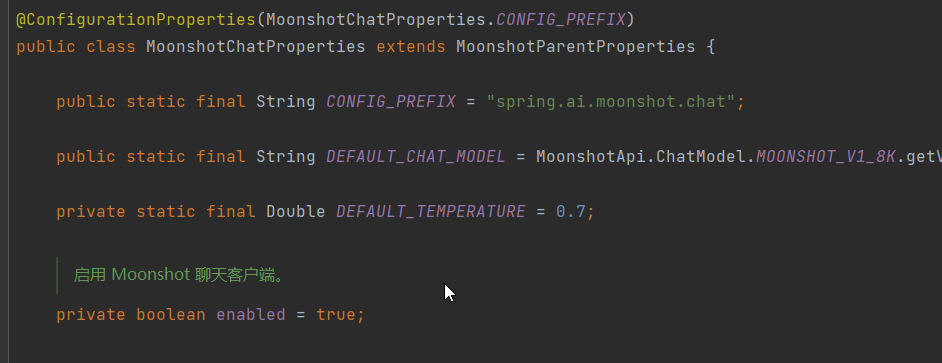 @ConfigurationProperties(MoonshotChatProperties.CONFIG_PREFIX)
public class MoonshotChatProperties extends MoonshotParentProperties {
public static final String CONFIG_PREFIX = "spring.ai.moonshot.chat";
public static final String DEFAULT_CHAT_MODEL = MoonshotApi.ChatModel.MOONSHOT_V1_8K.getV
private static final Double DEFAULT_TEMPERATURE = 0.7;
启用 Moonshot 聊天客户端。
private boolean enabled = true;